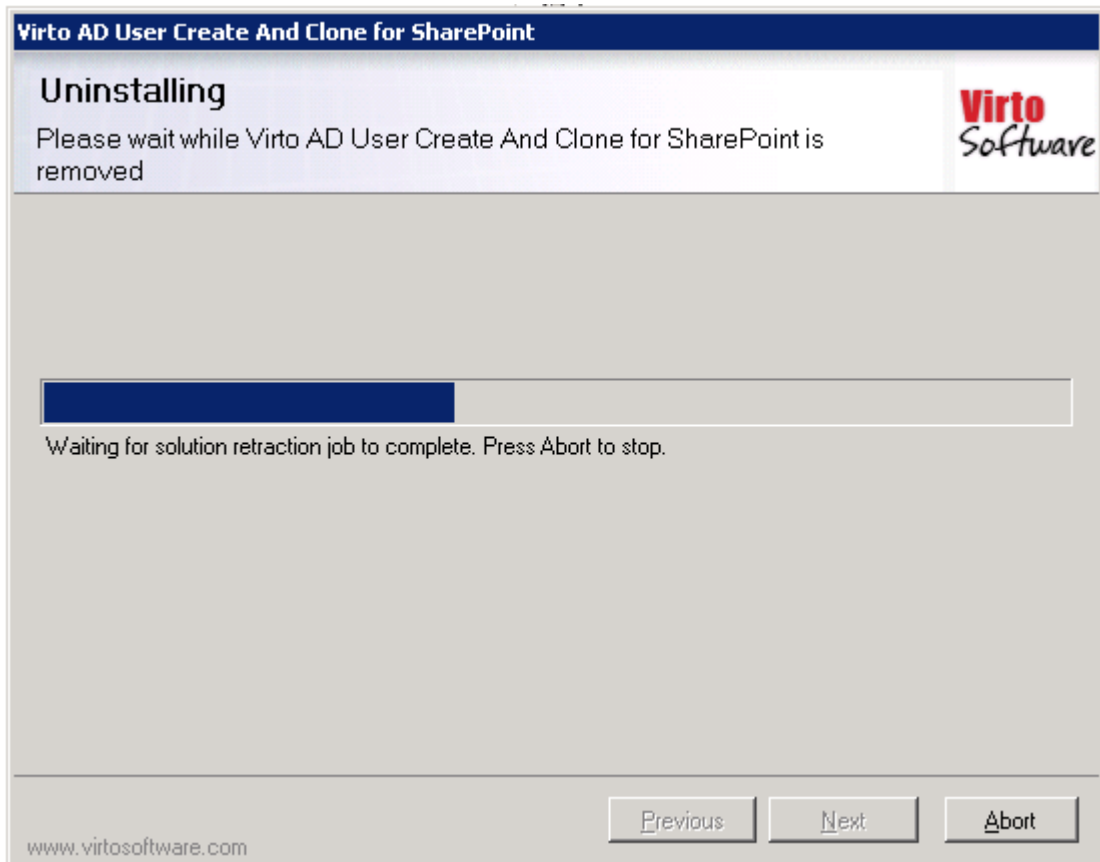 Virto AD User Create And Clone for SharePoint
Uninstalling
Please wait while Virto AD User Create And Clone for SharePoint is
removed
Virto
Software
Waiting for solution retraction job to complete. Press Abort to stop.
Previous
Next
Abort
www.virtosoftware.com